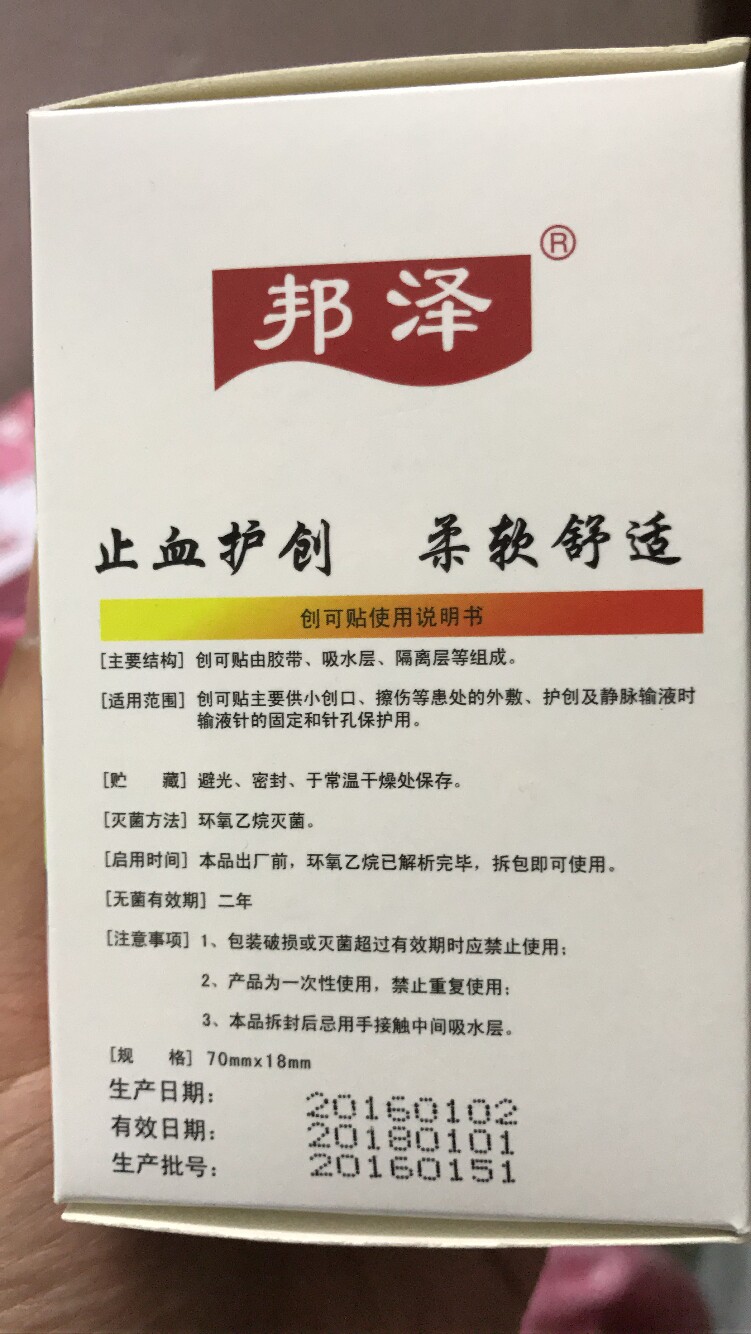 邦泽®
止血护创 柔软舒适
创可贴使用说明书
[主要结构] 创可贴由胶带、吸水层、隔离层等组成。
[适用范围] 创可贴主要供小创口、擦伤等患处的外敷、护创及静脉输液时
输液针的固定和针孔保护用。
[贮 藏] 避光、密封、于常温干燥处保存。
[灭菌方法] 环氧乙烷灭菌。
[启用时间] 本品出厂前，环氧乙烷已解析完毕，拆包即可使用。
[无菌有效期] 二年
[注意事项] 1、包装破损或灭菌超过有效期时应禁止使用；
2、产品为一次性使用，禁止重复使用；
3、本品拆封后忌用手接触中间吸水层。
[规 格] 70mmx18mm
生产日期： 20160102
有效日期： 20180101
生产批号： 20160151